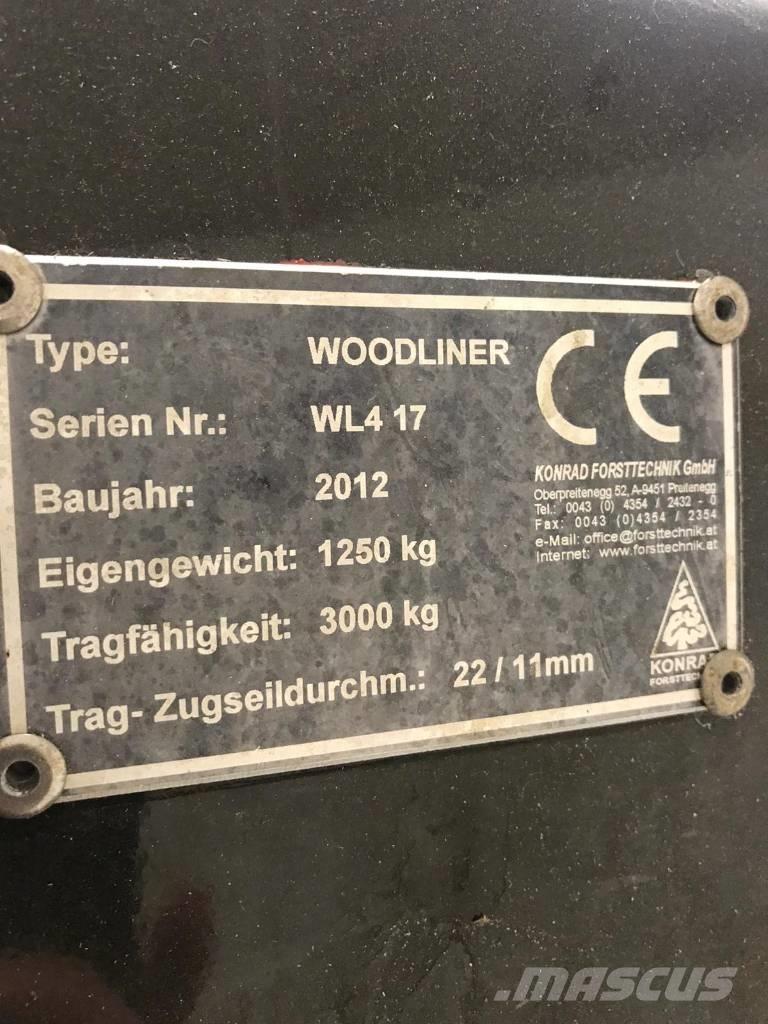 Type: WOODLINER
Serien Nr.: WL4 17
Baujahr: 2012
Eigengewicht: 1250 kg
Tragfähigkeit: 3000 kg
Trag- Zugseildurchm.: 22 / 11mm
CE
KONRAD FORSTTECHNIK GmbH
Oberpreitenegg 52, A-9451 Preitenegg
Tel.: 0043 (0) 4354 / 2432 - 0
Fax: 0043 (0)4354 / 2354
e-Mail: office@forsttechnik.at
Internet: www.forsttechnik.at
KONRAD
FORSTTECHNIK
.MASCUS